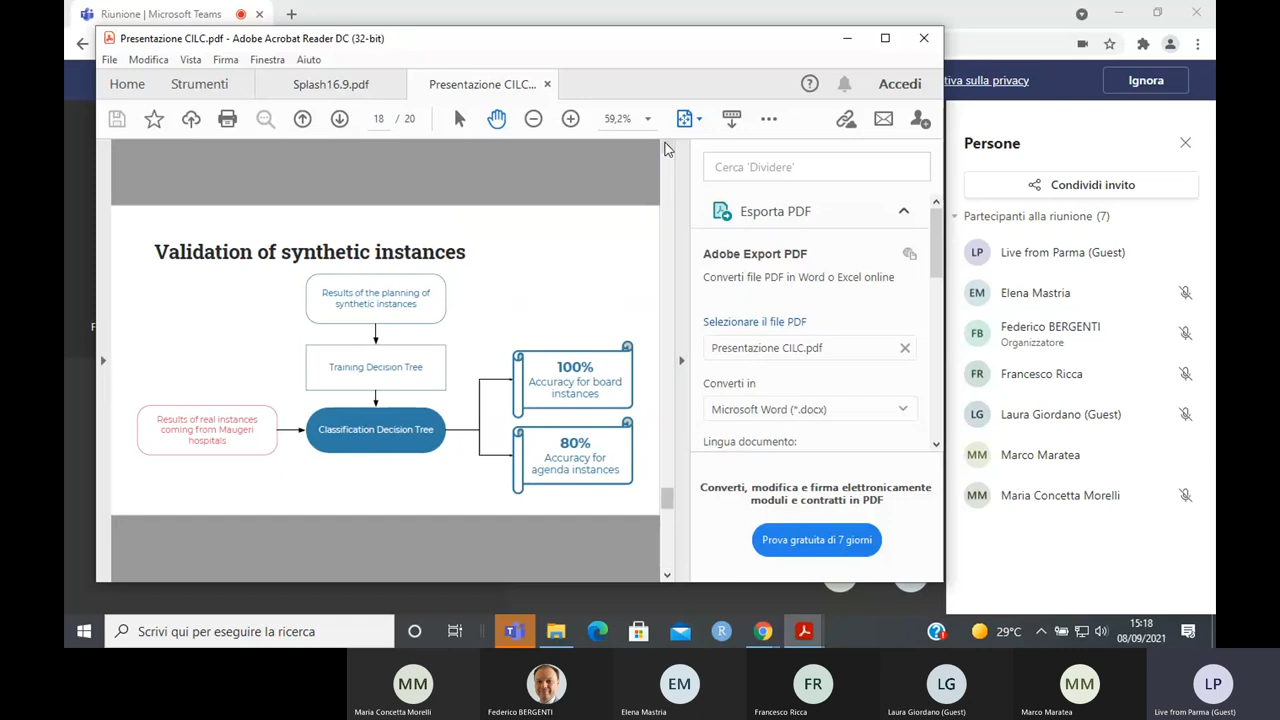 Riunione | Microsoft Teams
Presentazione CILC.pdf - Adobe Acrobat Reader DC (32-bit)
File Modifica Vista Firma Finestra Aiuto
Home Strumenti Splash16.9.pdf Presentazione CILC... Accedi
18 / 20 59,2%
tiva sulla privacy Ignora
Persone
Condividi invito
Partecipanti alla riunione (7)
LP Live from Parma (Guest)
EM Elena Mastria
FB Federico BERGENTI
Organizzatore
FR Francesco Ricca
LG Laura Giordano (Guest)
MM Marco Maratea
MM Maria Concetta Morelli
Validation of synthetic instances
Results of the planning of
synthetic instances
Training Decision Tree
Results of real instances
coming from Maugeri
hospitals
Classification Decision Tree
100%
Accuracy for board
instances
80%
Accuracy for
agenda instances
Cerca 'Dividere'
Esporta PDF
Adobe Export PDF
Converti file PDF in Word o Excel online
Selezionare il file PDF
Presentazione CILC.pdf
Converti in
Microsoft Word (*.docx)
Lingua documento:
Converti, modifica e firma elettronicamente
moduli e contratti in PDF
Prova gratuita di 7 giorni
Scrivi qui per eseguire la ricerca
R
29°C
15:18
08/09/2021
MM EM FR LG MM LP
Maria Concetta Morelli Federico BERGENTI Elena Mastria Francesco Ricca Laura Giordano (Guest) Marco Maratea Live from Parma (Guest)